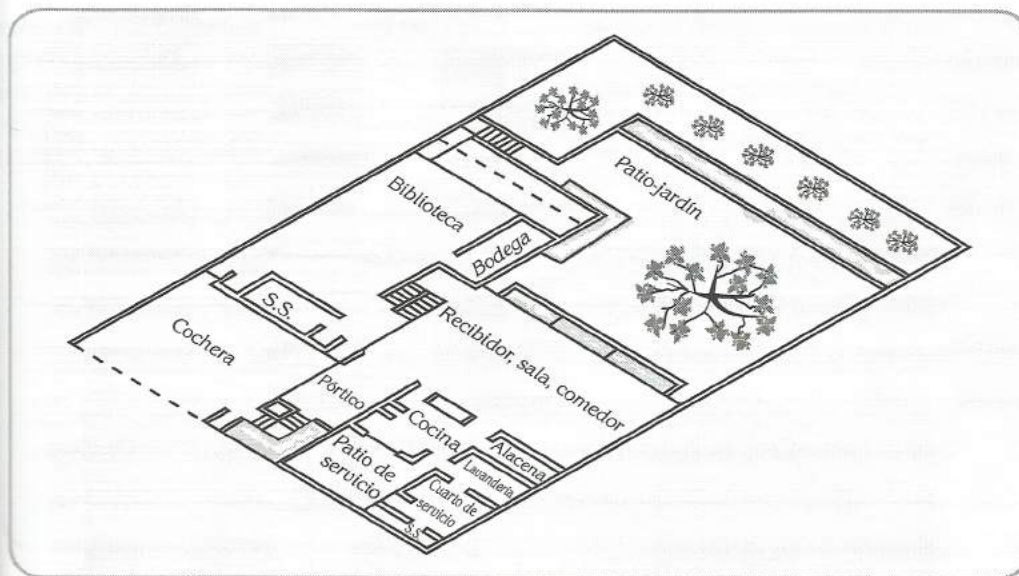 Patio-jardín
Biblioteca
Bodega
S.S.
Recibidor, sala, comedor
Cochera
Pórtico
Cocina
Alacena
Patio de
servicio
Lavandería
Cuarto de
servicio
S.S